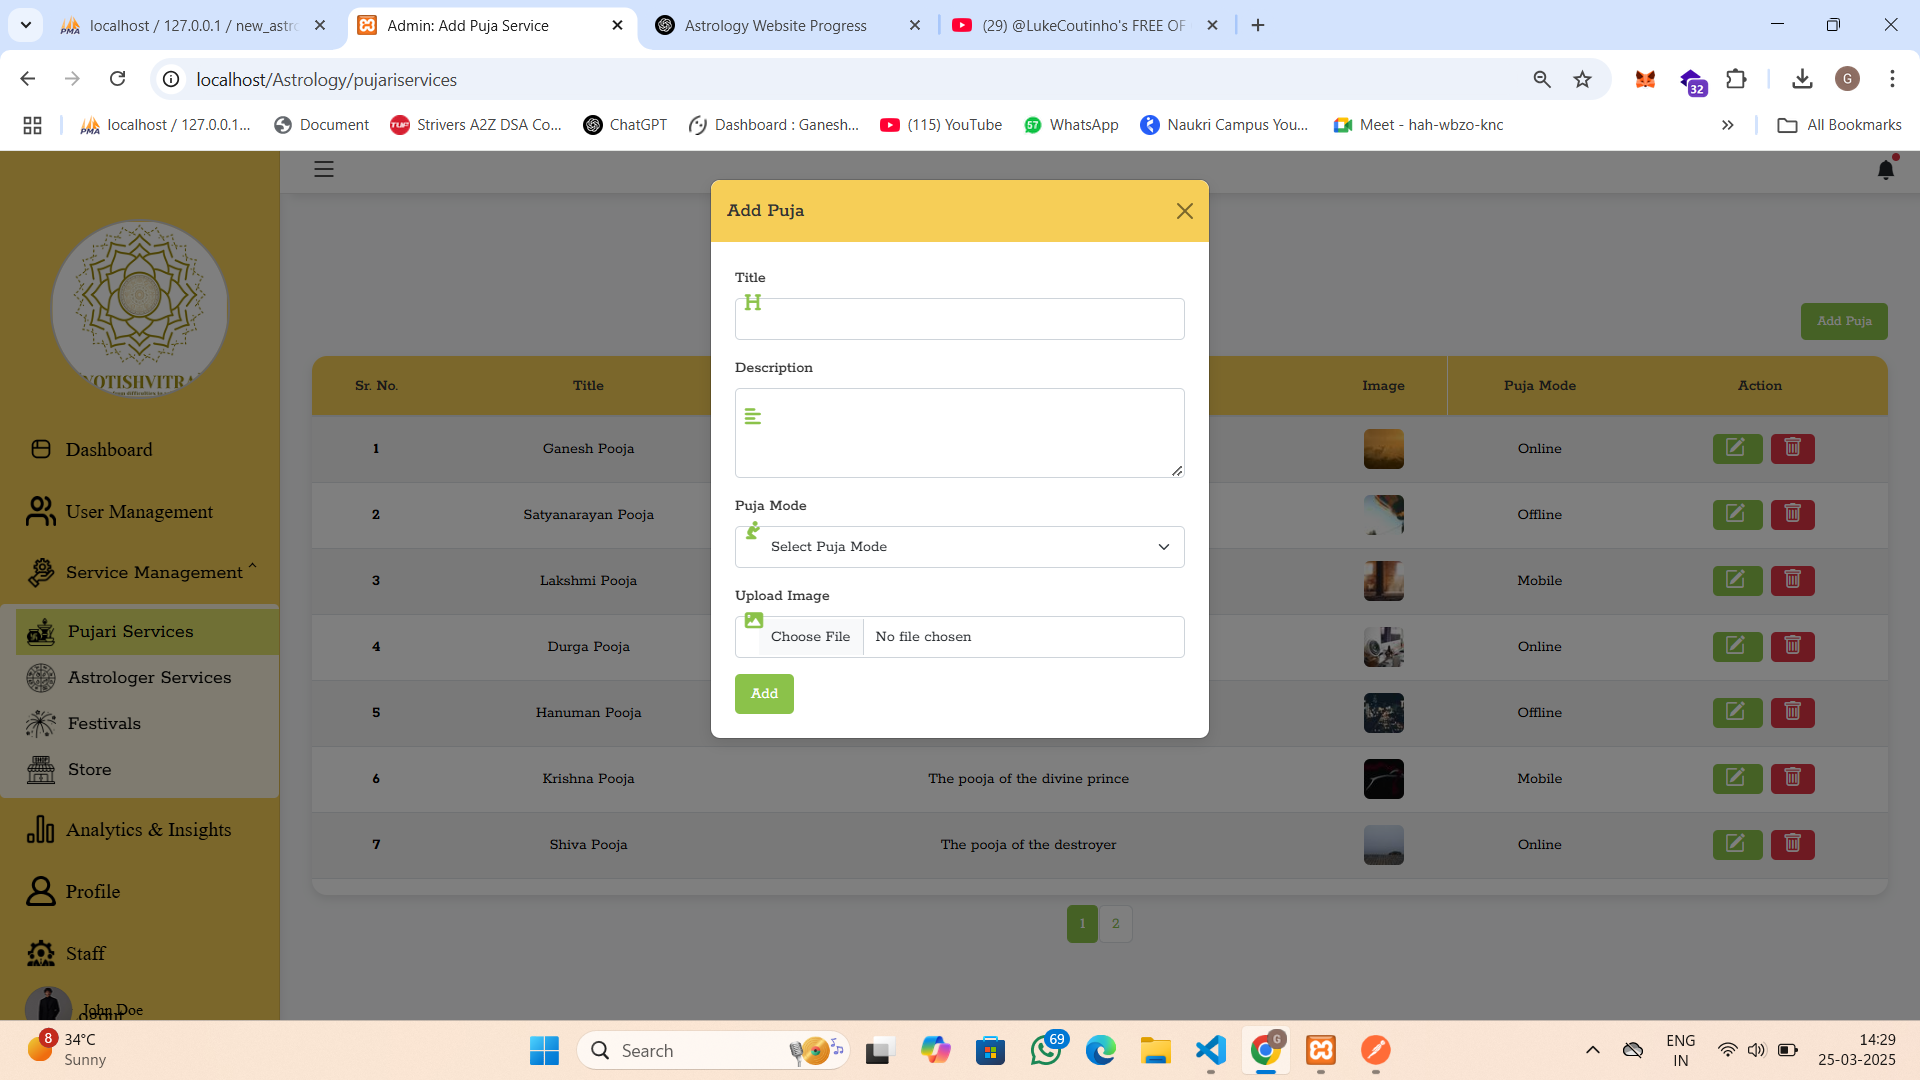 localhost / 127.0.0.1 / new_astro
Admin: Add Puja Service
Astrology Website Progress
(29) @LukeCoutinho's FREE OF
localhost/Astrology/pujariservices
32
G
PMA localhost / 127.0.0.1...
Document
TUF Strivers A2Z DSA Co...
ChatGPT
Dashboard : Ganesh...
(115) YouTube
57 WhatsApp
Naukri Campus You...
Meet - hah-wbzo-knc
All Bookmarks
Dashboard
User Management
Service Management
Pujari Services
Astrologer Services
Festivals
SHOP
Store
Analytics & Insights
Profile
Staff
John Doe
Logout
Add Puja
Title
H
Description
Puja Mode
Select Puja Mode
Upload Image
Choose File No file chosen
Add
Add Puja
Sr. No. Title Image Puja Mode Action
1 Ganesh Pooja Online
2 Satyanarayan Pooja Offline
3 Lakshmi Pooja Mobile
4 Durga Pooja Online
5 Hanuman Pooja Offline
6 Krishna Pooja The pooja of the divine prince Mobile
7 Shiva Pooja The pooja of the destroyer Online
1 2
8
34°C
Sunny
Search
69
G
ENG
IN
14:29
25-03-2025